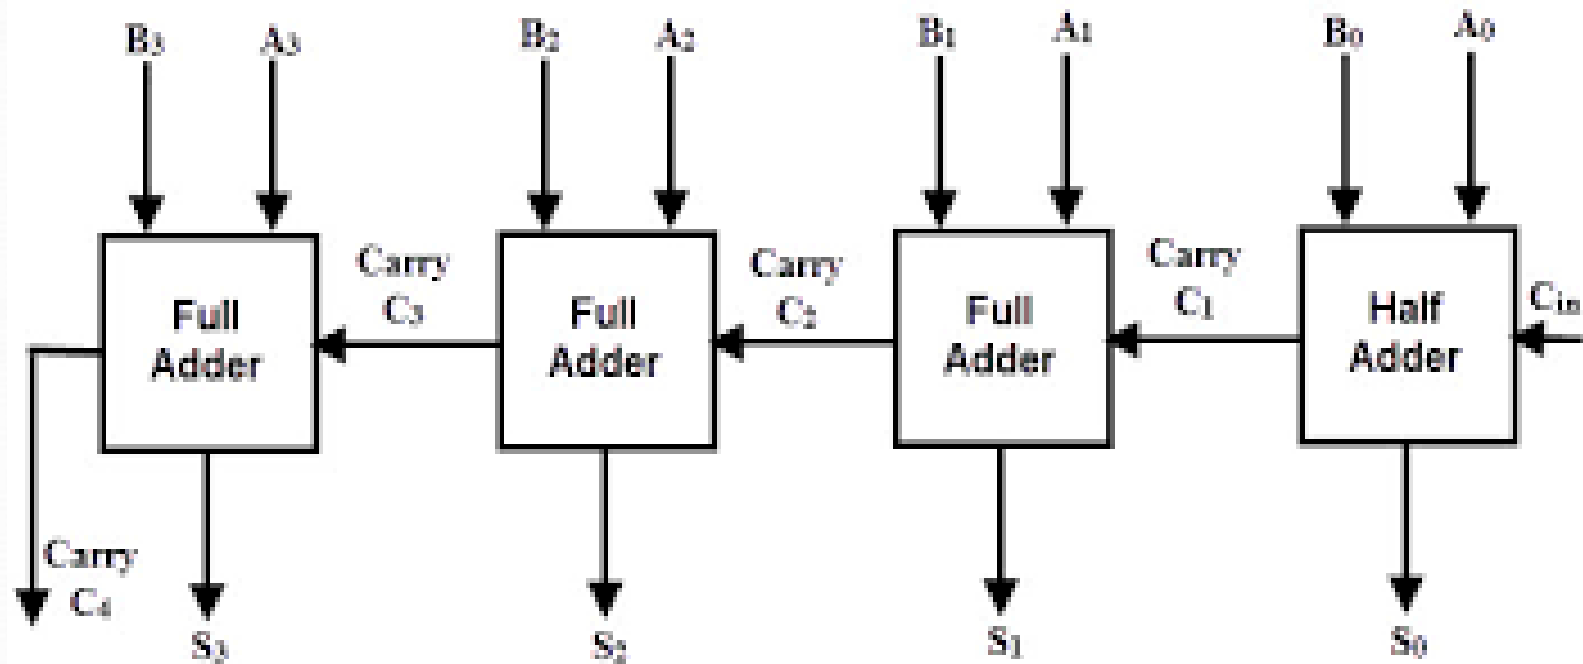 B₃ A₃ B₂ A₂ B₁ A₁ B₀ A₀
Carry
C₃
Carry
C₂
Carry
C₁
Cin
Full
Adder
Full
Adder
Full
Adder
Half
Adder
Carry
C₄
S₃ S₂ S₁ S₀